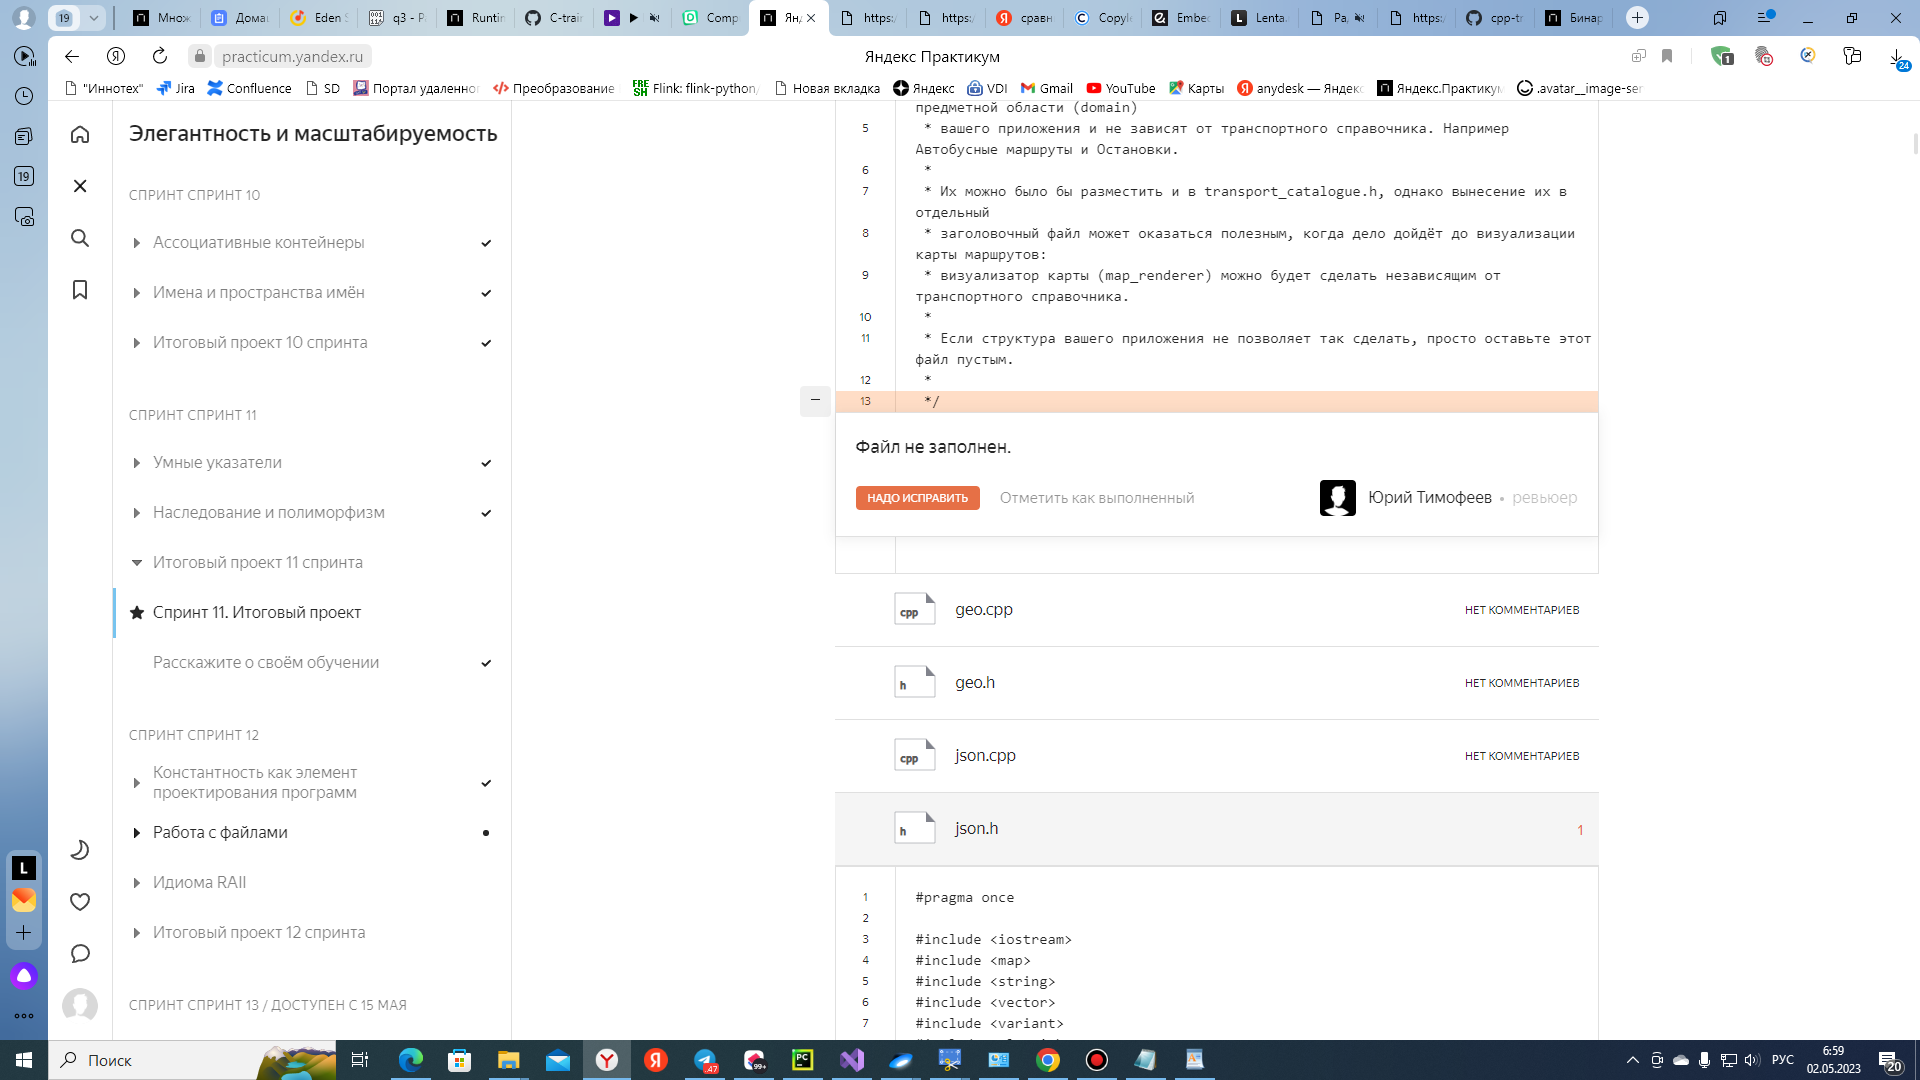 19
Множ
Дома
Eden S
q3 - P
Runtin
C-trai
Comp
Янд
https:/
https:
сравн
Copyle
Embe
Lenta.
Ра
https:
cpp-tr
Бинар
practicum.yandex.ru
Яндекс Практикум
1
24
"Иннотех"
Jira
Confluence
SD
Портал удаленног
Преобразование
Flink: flink-python/
Новая вкладка
Яндекс
VDI
Gmail
YouTube
Карты
anydesk — Яндекс
Яндекс.Практикум
.avatar__image-ser
19
Элегантность и масштабируемость
СПРИНТ СПРИНТ 10
Ассоциативные контейнеры
Имена и пространства имён
Итоговый проект 10 спринта
СПРИНТ СПРИНТ 11
Умные указатели
Наследование и полиморфизм
Итоговый проект 11 спринта
Спринт 11. Итоговый проект
Расскажите о своём обучении
СПРИНТ СПРИНТ 12
Константность как элемент
проектирования программ
Работа с файлами
Идиома RAII
Итоговый проект 12 спринта
СПРИНТ СПРИНТ 13 / ДОСТУПЕН С 15 МАЯ
предметной области (domain)
5 * вашего приложения и не зависят от транспортного справочника. Например
Автобусные маршруты и Остановки.
6 *
7 * Их можно было бы разместить и в transport_catalogue.h, однако вынесение их в
отдельный
8 * заголовочный файл может оказаться полезным, когда дело дойдёт до визуализации
карты маршрутов:
9 * визуализатор карты (map_renderer) можно будет сделать независящим от
транспортного справочника.
10 *
11 * Если структура вашего приложения не позволяет так сделать, просто оставьте этот
файл пустым.
12 *
13 */
Файл не заполнен.
НАДО ИСПРАВИТЬ
Отметить как выполненный
Юрий Тимофеев • ревьюер
cpp geo.cpp НЕТ КОММЕНТАРИЕВ
h geo.h НЕТ КОММЕНТАРИЕВ
cpp json.cpp НЕТ КОММЕНТАРИЕВ
h json.h 1
1 #pragma once
2
3 #include <iostream>
4 #include <map>
5 #include <string>
6 #include <vector>
7 #include <variant>
L
Поиск
47
99+
PC
РУС
6:59
02.05.2023
20